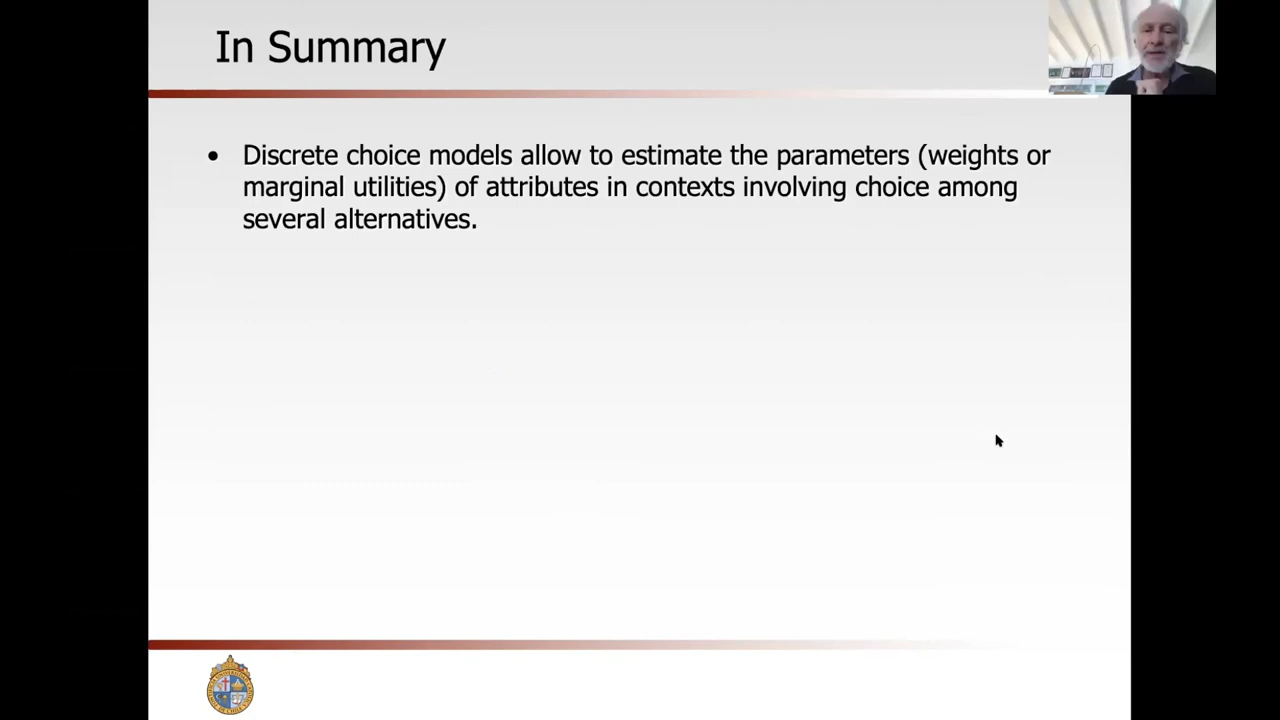 In Summary
• Discrete choice models allow to estimate the parameters (weights or
marginal utilities) of attributes in contexts involving choice among
several alternatives.